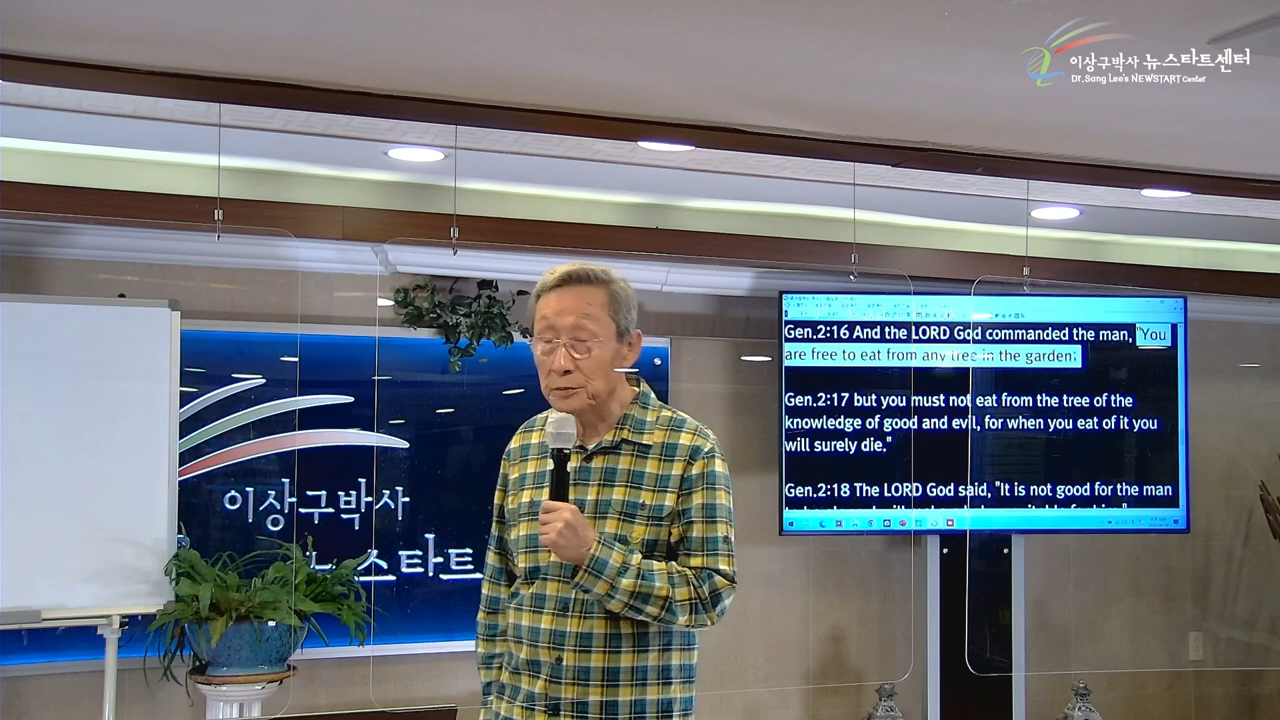 이상구박사 뉴스타트센터
Dr.Sang Lee's NEWSTART Center
Gen.2:16 And the LORD God commanded the man, "You
are free to eat from any tree in the garden;
Gen.2:17 but you must not eat from the tree of the
knowledge of good and evil, for when you eat of it you
will surely die."
Gen.2:18 The LORD God said, "It is not good for the man
이상구박사
뉴스타트